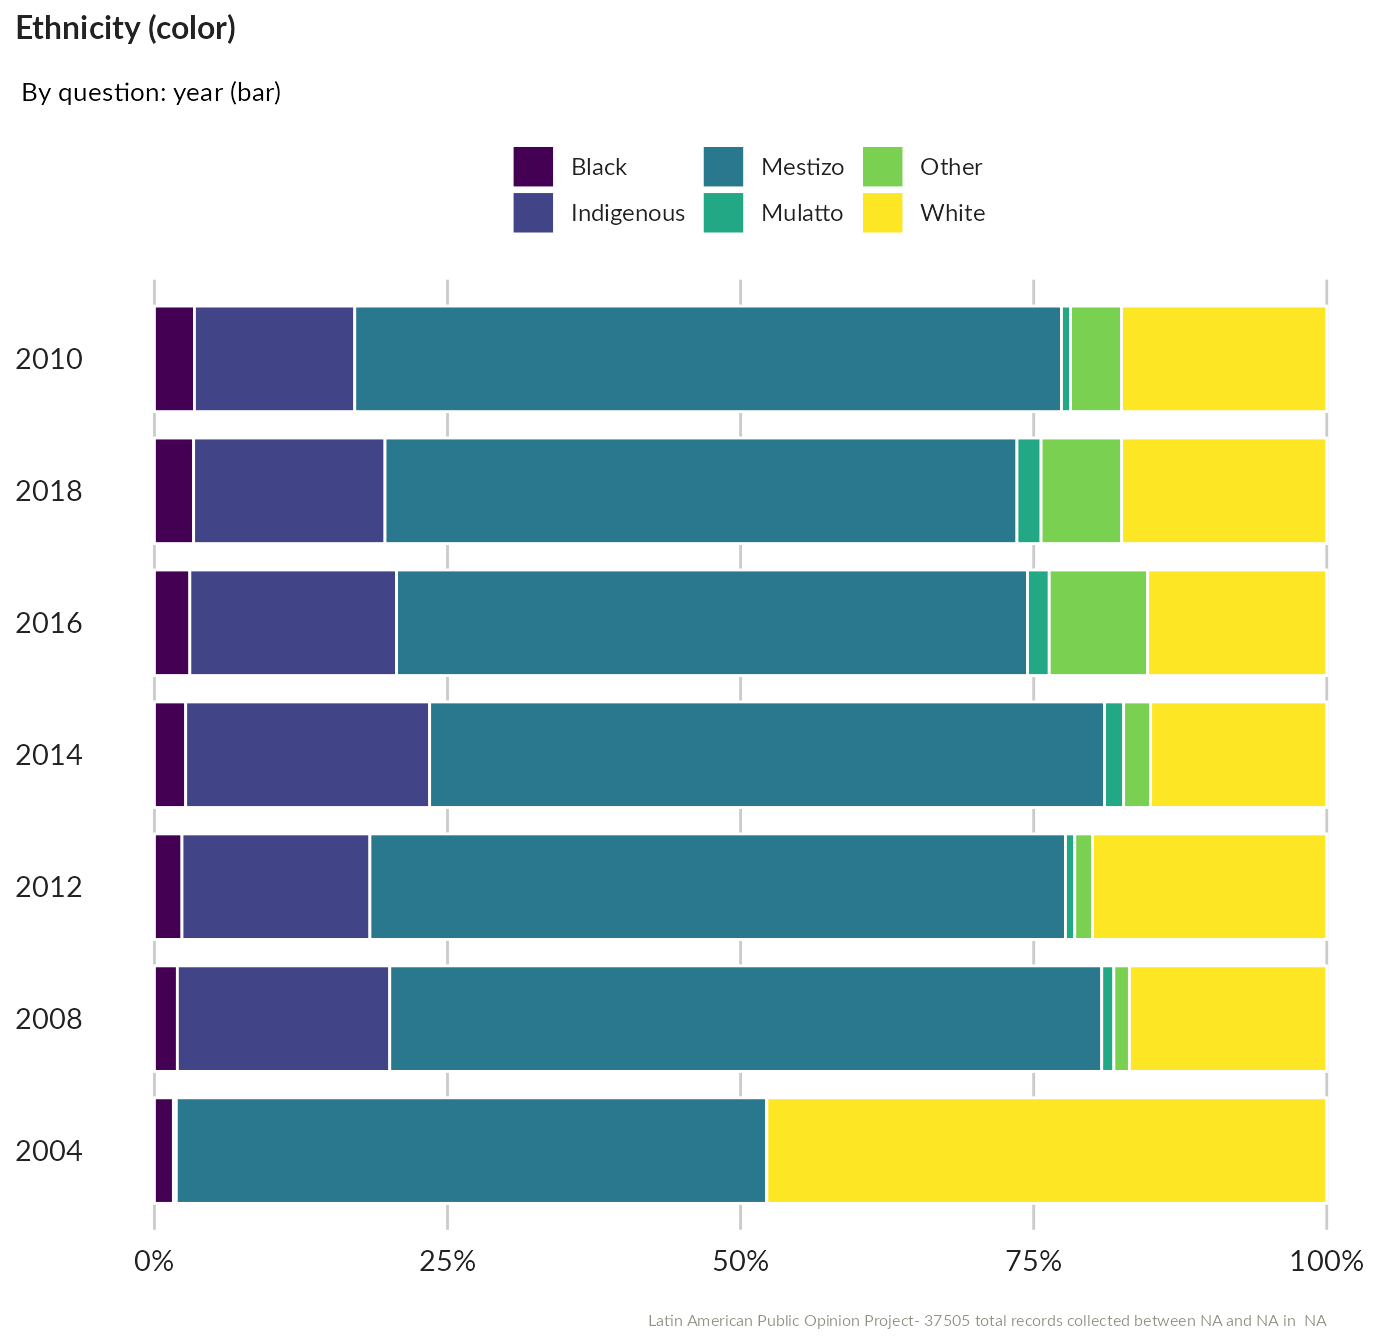 Ethnicity (color)
By question: year (bar)
Black
Mestizo
Other
Indigenous
Mulatto
White
2010
2018
2016
2014
2012
2008
2004
0%
25%
50%
75%
100%
Latin American Public Opinion Project- 37505 total records collected between NA and NA in  NA